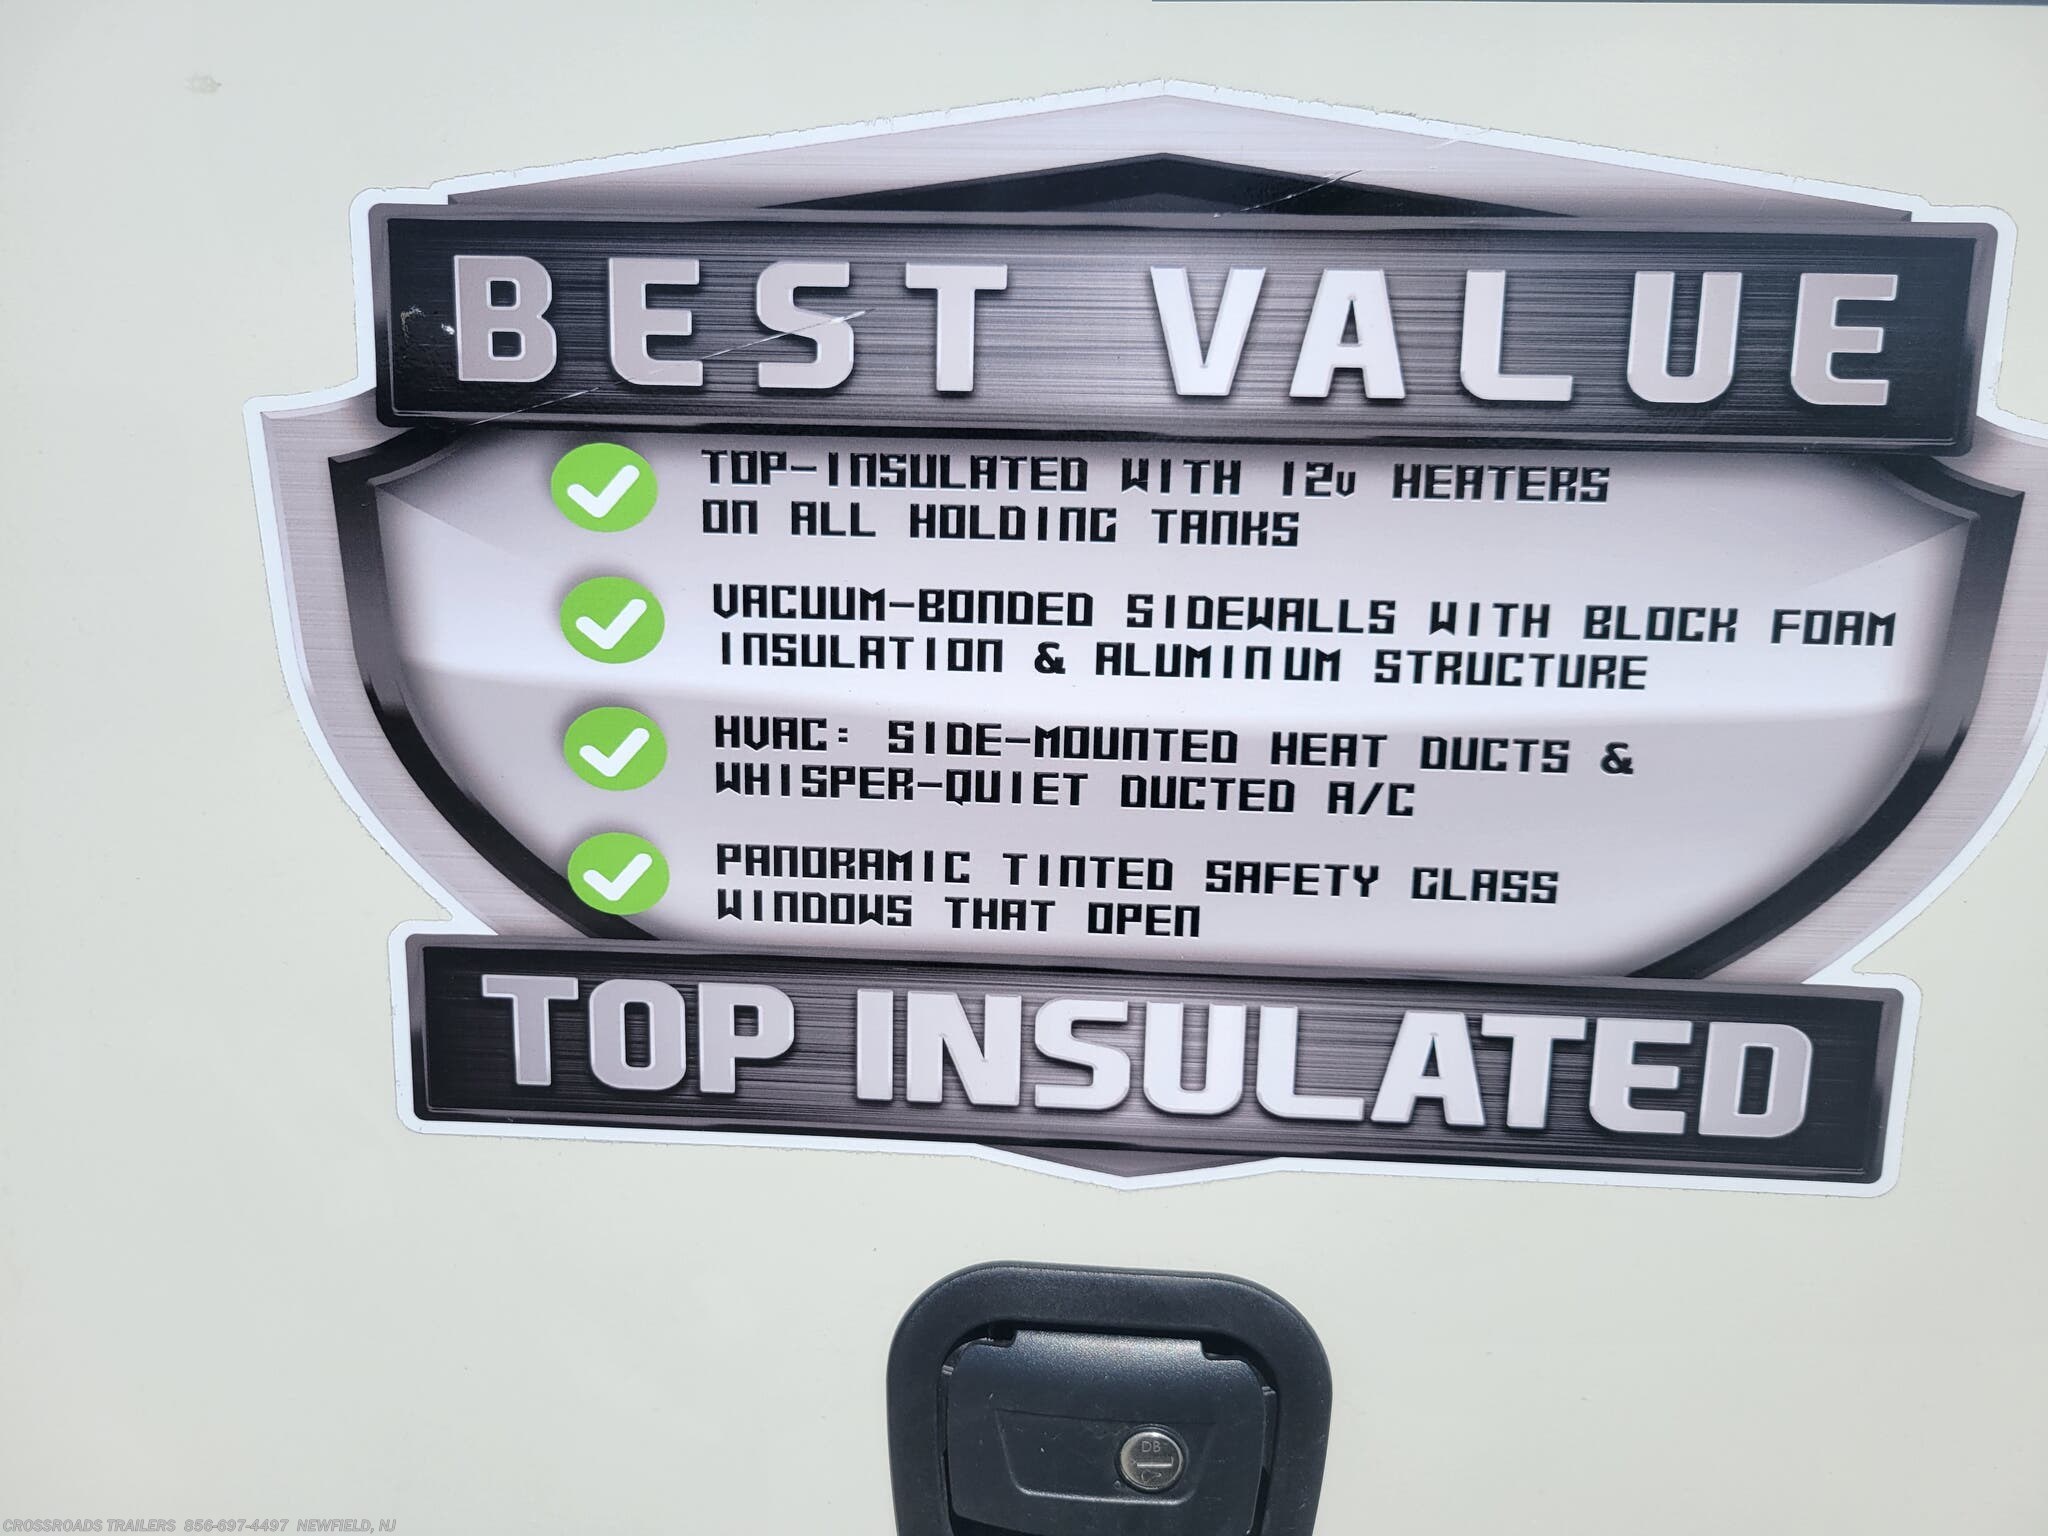 BEST VALUE
TOP-INSULATED WITH 12v HEATERS
ON ALL HOLDING TANKS
VACUUM-BONDED SIDEWALLS WITH BLOCK FOAM
INSULATION & ALUMINUM STRUCTURE
HVAC: SIDE-MOUNTED HEAT DUCTS &
WHISPER-QUIET DUCTED A/C
PANORAMIC TINTED SAFETY GLASS
WINDOWS THAT OPEN
TOP INSULATED
DB
CROSSROADS TRAILERS 856-697-4497 NEWFIELD, NJ